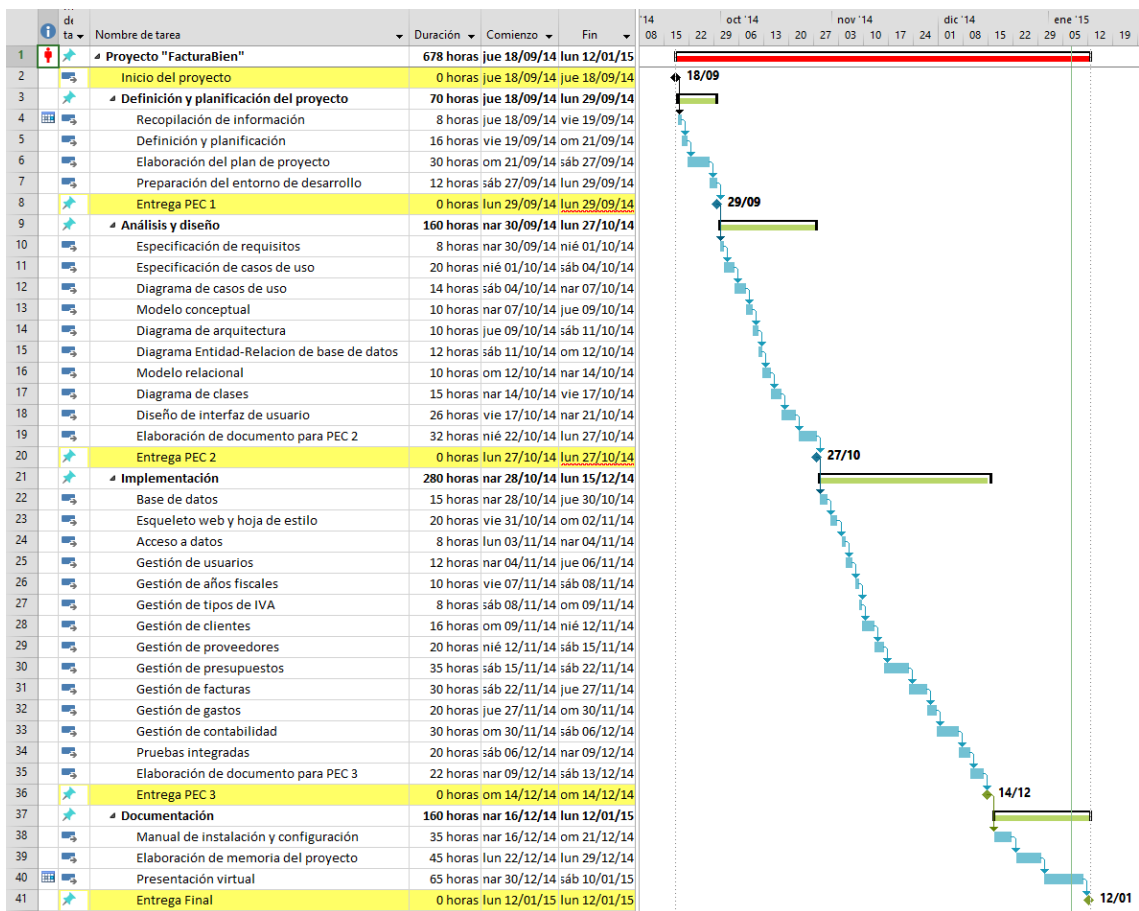 '14 oct '14 nov '14 dic '14 ene '15
ta Nombre de tarea Duración Comienzo Fin 08 15 22 29 06 13 20 27 03 10 17 24 01 08 15 22 29 05 12 19
1 Proyecto "FacturaBien" 678 horas jue 18/09/14 lun 12/01/15
2 Inicio del proyecto 0 horas jue 18/09/14 jue 18/09/14 18/09
3 Definición y planificación del proyecto 70 horas jue 18/09/14 lun 29/09/14
4 Recopilación de información 8 horas jue 18/09/14 vie 19/09/14
5 Definición y planificación 16 horas vie 19/09/14 om 21/09/14
6 Elaboración del plan de proyecto 30 horas om 21/09/14 sáb 27/09/14
7 Preparación del entorno de desarrollo 12 horas sáb 27/09/14 lun 29/09/14
8 Entrega PEC 1 0 horas lun 29/09/14 lun 29/09/14 29/09
9 Análisis y diseño 160 horas mar 30/09/14 lun 27/10/14
10 Especificación de requisitos 8 horas mar 30/09/14 mié 01/10/14
11 Especificación de casos de uso 20 horas mié 01/10/14 sáb 04/10/14
12 Diagrama de casos de uso 14 horas sáb 04/10/14 mar 07/10/14
13 Modelo conceptual 10 horas mar 07/10/14 jue 09/10/14
14 Diagrama de arquitectura 10 horas jue 09/10/14 sáb 11/10/14
15 Diagrama Entidad-Relacion de base de datos 12 horas sáb 11/10/14 om 12/10/14
16 Modelo relacional 10 horas om 12/10/14 mar 14/10/14
17 Diagrama de clases 15 horas mar 14/10/14 vie 17/10/14
18 Diseño de interfaz de usuario 26 horas vie 17/10/14 mar 21/10/14
19 Elaboración de documento para PEC 2 32 horas mié 22/10/14 lun 27/10/14
20 Entrega PEC 2 0 horas lun 27/10/14 lun 27/10/14 27/10
21 Implementación 280 horas mar 28/10/14 lun 15/12/14
22 Base de datos 15 horas mar 28/10/14 jue 30/10/14
23 Esqueleto web y hoja de estilo 20 horas vie 31/10/14 om 02/11/14
24 Acceso a datos 8 horas lun 03/11/14 mar 04/11/14
25 Gestión de usuarios 12 horas mar 04/11/14 jue 06/11/14
26 Gestión de años fiscales 10 horas vie 07/11/14 sáb 08/11/14
27 Gestión de tipos de IVA 8 horas sáb 08/11/14 om 09/11/14
28 Gestión de clientes 16 horas om 09/11/14 mié 12/11/14
29 Gestión de proveedores 20 horas mié 12/11/14 sáb 15/11/14
30 Gestión de presupuestos 35 horas sáb 15/11/14 sáb 22/11/14
31 Gestión de facturas 30 horas sáb 22/11/14 jue 27/11/14
32 Gestión de gastos 20 horas jue 27/11/14 om 30/11/14
33 Gestión de contabilidad 30 horas om 30/11/14 sáb 06/12/14
34 Pruebas integradas 20 horas sáb 06/12/14 mar 09/12/14
35 Elaboración de documento para PEC 3 22 horas mar 09/12/14 sáb 13/12/14
36 Entrega PEC 3 0 horas om 14/12/14 om 14/12/14 14/12
37 Documentación 160 horas mar 16/12/14 lun 12/01/15
38 Manual de instalación y configuración 35 horas mar 16/12/14 om 21/12/14
39 Elaboración de memoria del proyecto 45 horas lun 22/12/14 lun 29/12/14
40 Presentación virtual 65 horas mar 30/12/14 sáb 10/01/15
41 Entrega Final 0 horas lun 12/01/15 lun 12/01/15 12/01